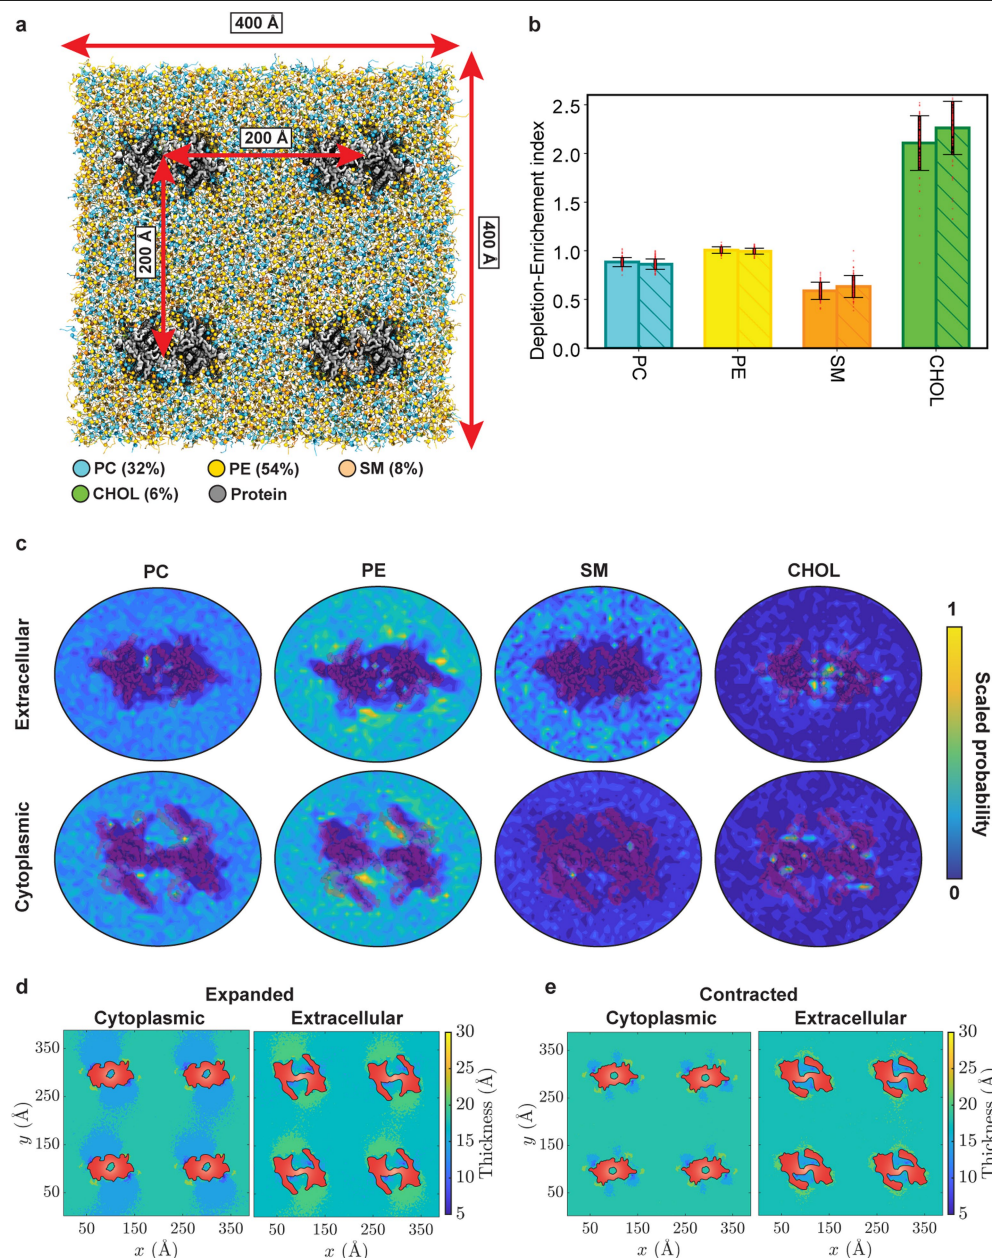 a
400 Å
200 Å
200 Å
400 Å
PC (32%)
PE (54%)
SM (8%)
CHOL (6%)
Protein
b
Depletion-Enrichement index
2.5
2.0
1.5
1.0
0.5
0.0
PC
PE
SM
CHOL
c
PC
PE
SM
CHOL
Extracellular
Cytoplasmic
1
Scaled probability
0
d
Expanded
Cytoplasmic
Extracellular
y (Å)
350
250
150
50
50 150 250 350
50 150 250 350
x (Å)
30
25
20
15
10
5
Thickness (Å)
e
Contracted
Cytoplasmic
Extracellular
y (Å)
350
250
150
50
50 150 250 350
50 150 250 350
x (Å)
30
25
20
15
10
5
Thickness (Å)